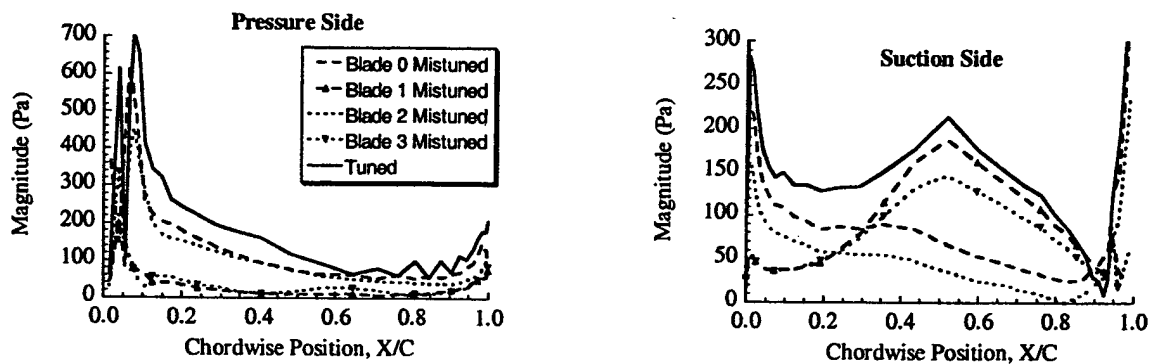 Pressure Side
700
600
500
400
300
200
100
0
Magnitude (Pa)
Blade 0 Mistuned
Blade 1 Mistuned
Blade 2 Mistuned
Blade 3 Mistuned
Tuned
0.0 0.2 0.4 0.6 0.8 1.0
Chordwise Position, X/C
Suction Side
300
250
200
150
100
50
0
Magnitude (Pa)
0.0 0.2 0.4 0.6 0.8 1.0
Chordwise Position, X/C